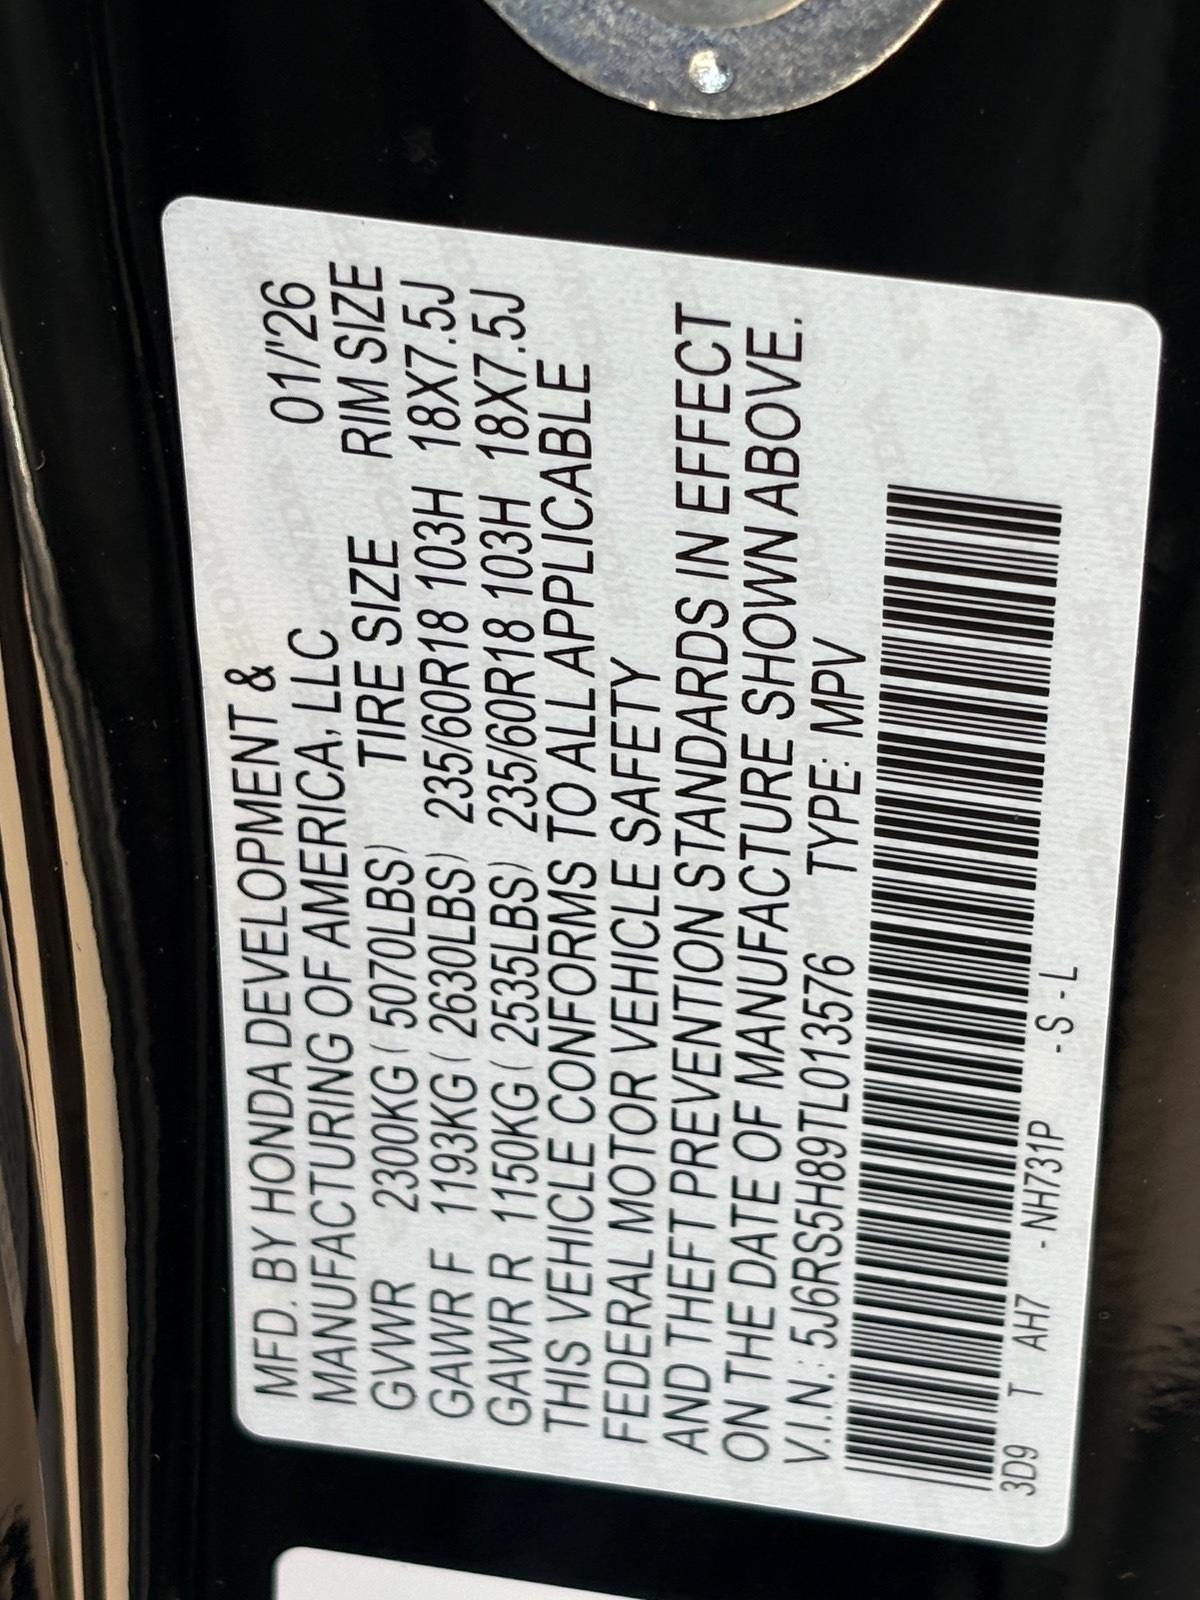 MFD. BY HONDA DEVELOPMENT &
MANUFACTURING OF AMERICA, LLC 01/'26
GVWR 2300KG ( 5070LBS) TIRE SIZE RIM SIZE
GAWR F 1193KG ( 2630LBS) 235/60R18 103H 18X7.5J
GAWR R 1150KG ( 2535LBS) 235/60R18 103H 18X7.5J
THIS VEHICLE CONFORMS TO ALL APPLICABLE
FEDERAL MOTOR VEHICLE SAFETY
AND THEFT PREVENTION STANDARDS IN EFFECT
ON THE DATE OF MANUFACTURE SHOWN ABOVE.
V.I.N.: 5J6RS5H89TL013576 TYPE: MPV
3D9 T AH7 -NH731P -S -L